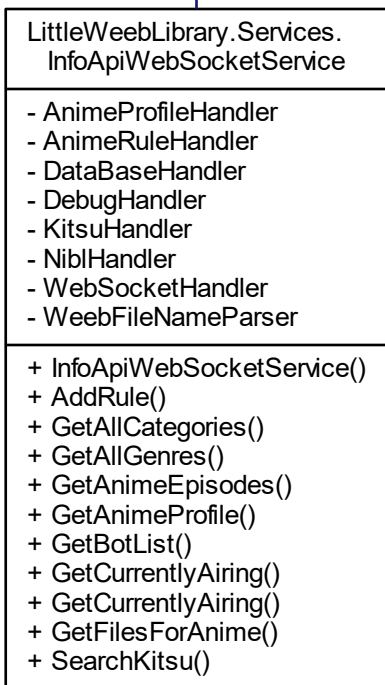 LittleWeebLibrary.Services.
InfoApiWebSocketService
- AnimeProfileHandler
- AnimeRuleHandler
- DataBaseHandler
- DebugHandler
- KitsuHandler
- NiblHandler
- WebSocketHandler
- WeebFileNameParser
+ InfoApiWebSocketService()
+ AddRule()
+ GetAllCategories()
+ GetAllGenres()
+ GetAnimeEpisodes()
+ GetAnimeProfile()
+ GetBotList()
+ GetCurrentlyAiring()
+ GetCurrentlyAiring()
+ GetFilesForAnime()
+ SearchKitsu()